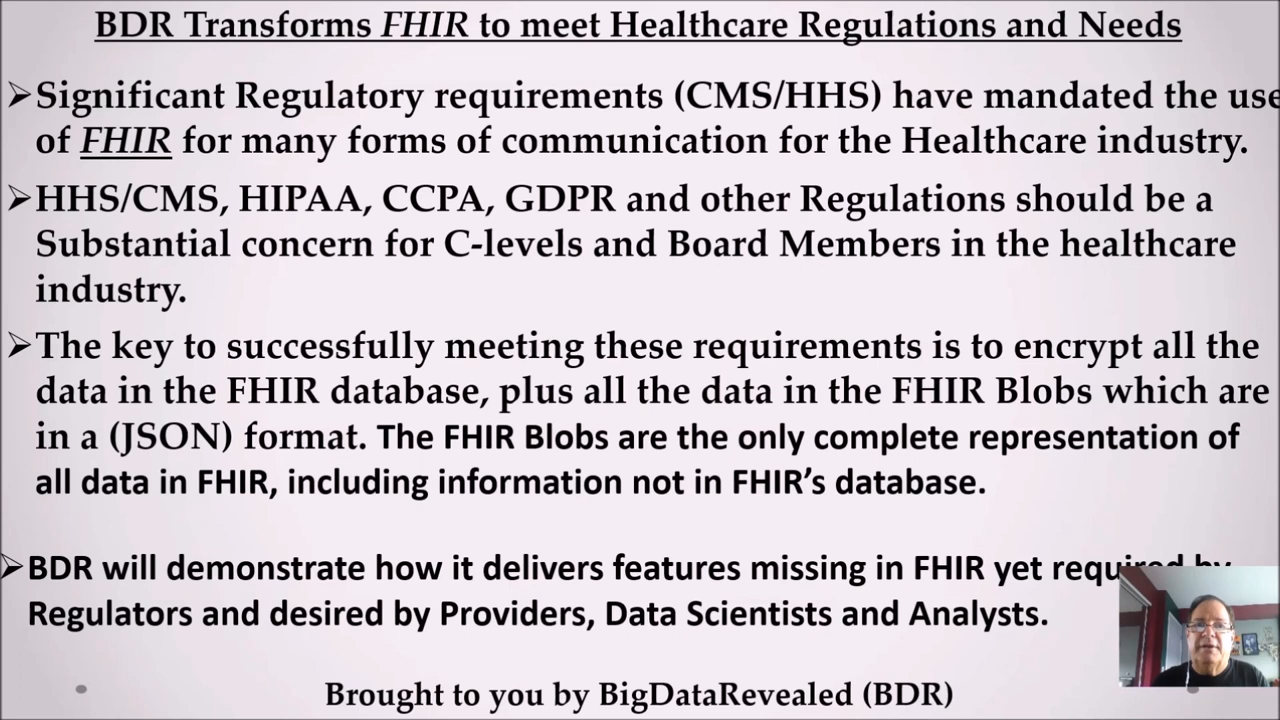 BDR Transforms FHIR to meet Healthcare Regulations and Needs
➢Significant Regulatory requirements (CMS/HHS) have mandated the use
of FHIR for many forms of communication for the Healthcare industry.
➢HHS/CMS, HIPAA, CCPA, GDPR and other Regulations should be a
Substantial concern for C-levels and Board Members in the healthcare
industry.
➢The key to successfully meeting these requirements is to encrypt all the
data in the FHIR database, plus all the data in the FHIR Blobs which are
in a (JSON) format. The FHIR Blobs are the only complete representation of
all data in FHIR, including information not in FHIR’s database.
➢BDR will demonstrate how it delivers features missing in FHIR yet required by
Regulators and desired by Providers, Data Scientists and Analysts.
Brought to you by BigDataRevealed (BDR)